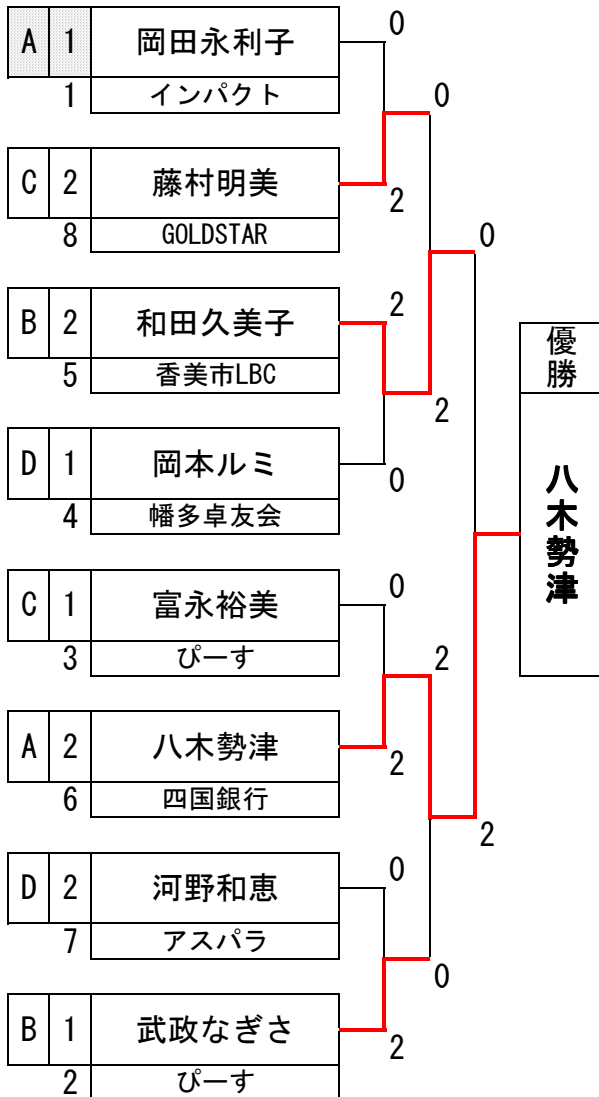 A 1 岡田永利子 0
1 インパクト 0
C 2 藤村明美 2
8 GOLDSTAR 0
B 2 和田久美子 2
5 香美市LBC 2
D 1 岡本ルミ 0
4 幡多卓友会
優勝
八木勢津
C 1 富永裕美 0
3 ぴーす 2
A 2 八木勢津 2
6 四国銀行 2
D 2 河野和恵 0
7 アスパラ 0
B 1 武政なぎさ 2
2 ぴーす